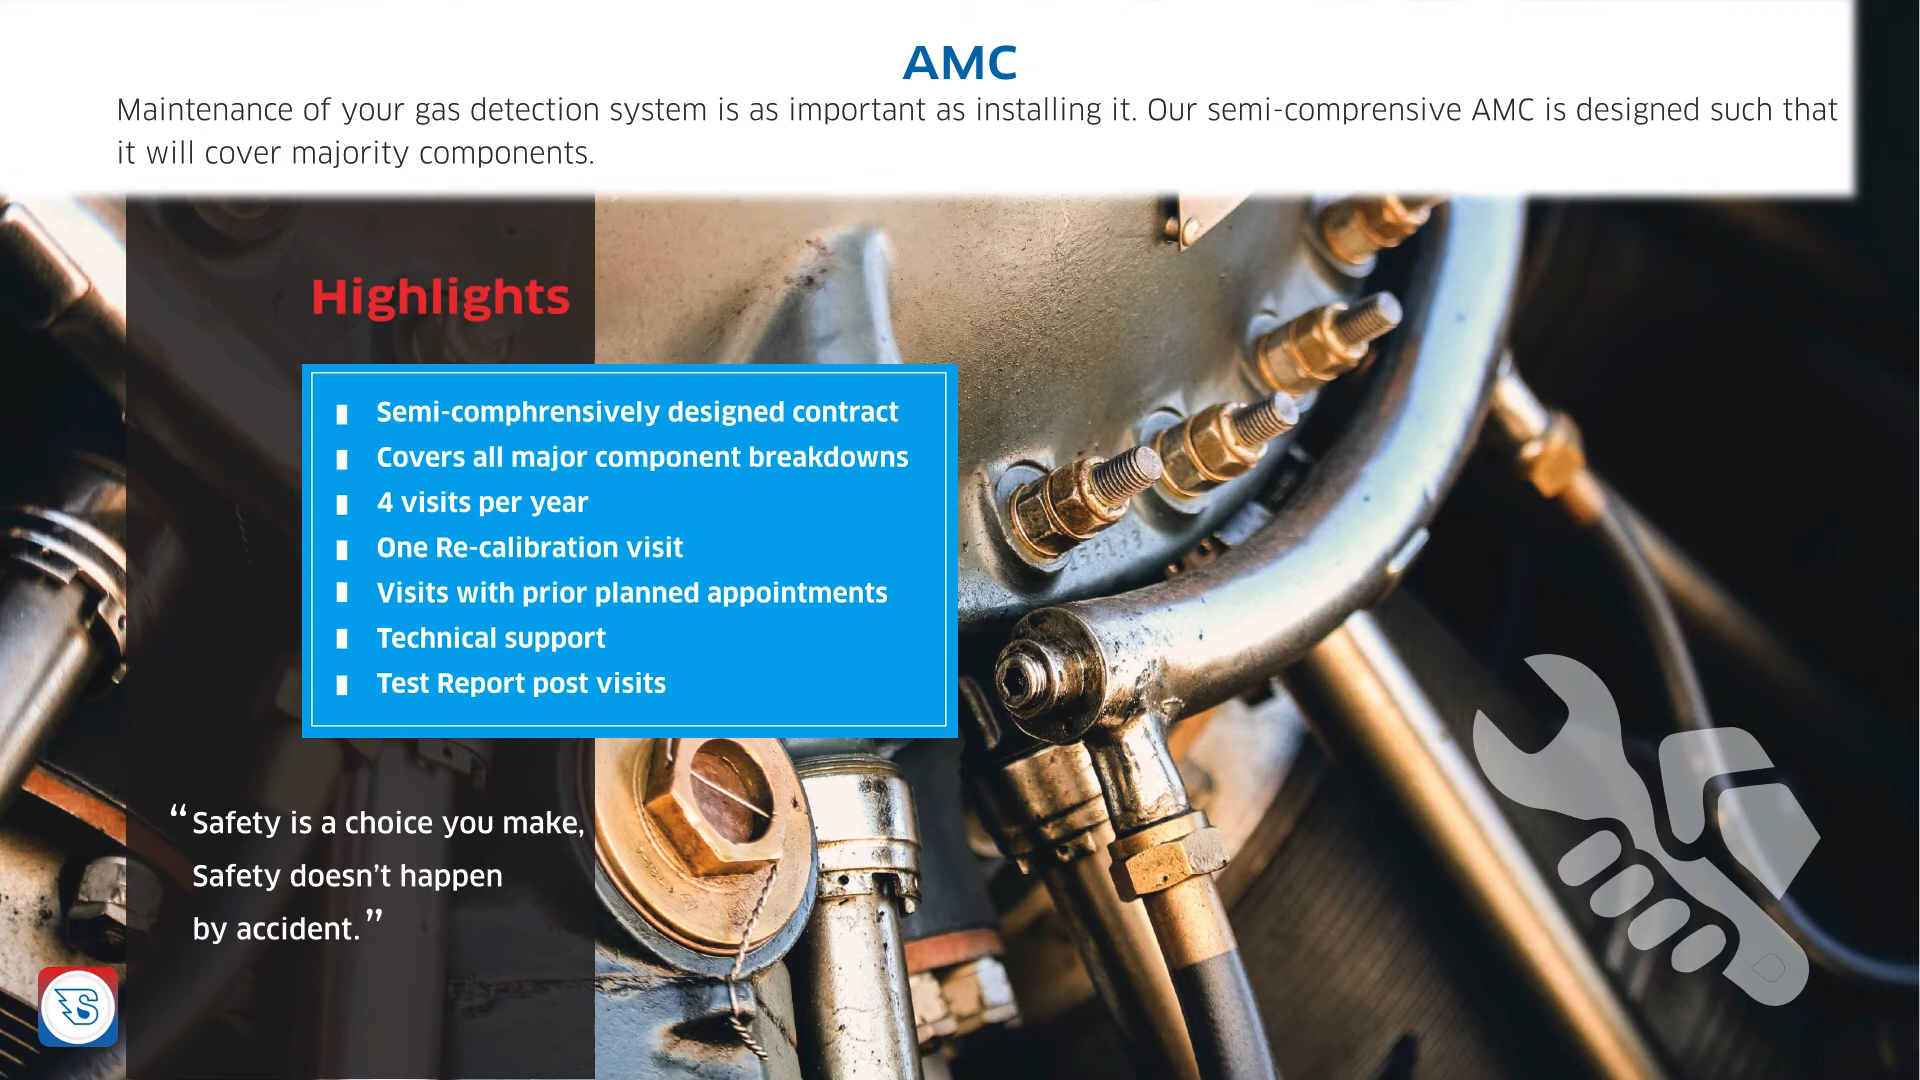 AMC
Maintenance of your gas detection system is as important as installing it. Our semi-comprensive AMC is designed such that
it will cover majority components.
Highlights
Semi-comphrensively designed contract
Covers all major component breakdowns
4 visits per year
One Re-calibration visit
Visits with prior planned appointments
Technical support
Test Report post visits
“Safety is a choice you make,
Safety doesn’t happen
by accident.”